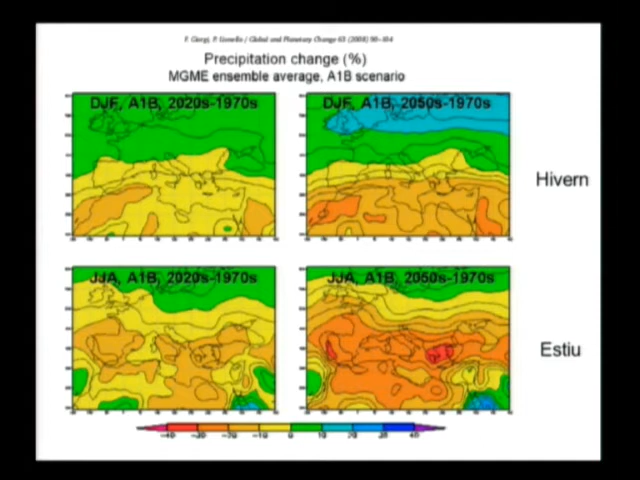 F. Giorgi, P. Lionello / Global and Planetary Change 63 (2008) 90–104
Precipitation change (%)
MGME ensemble average, A1B scenario
DJF, A1B, 2020s-1970s
DJF, A1B, 2050s-1970s
Hivern
JJA, A1B, 2020s-1970s
JJA, A1B, 2050s-1970s
Estiu
-40 -30 -20 -10 0 10 20 30 40